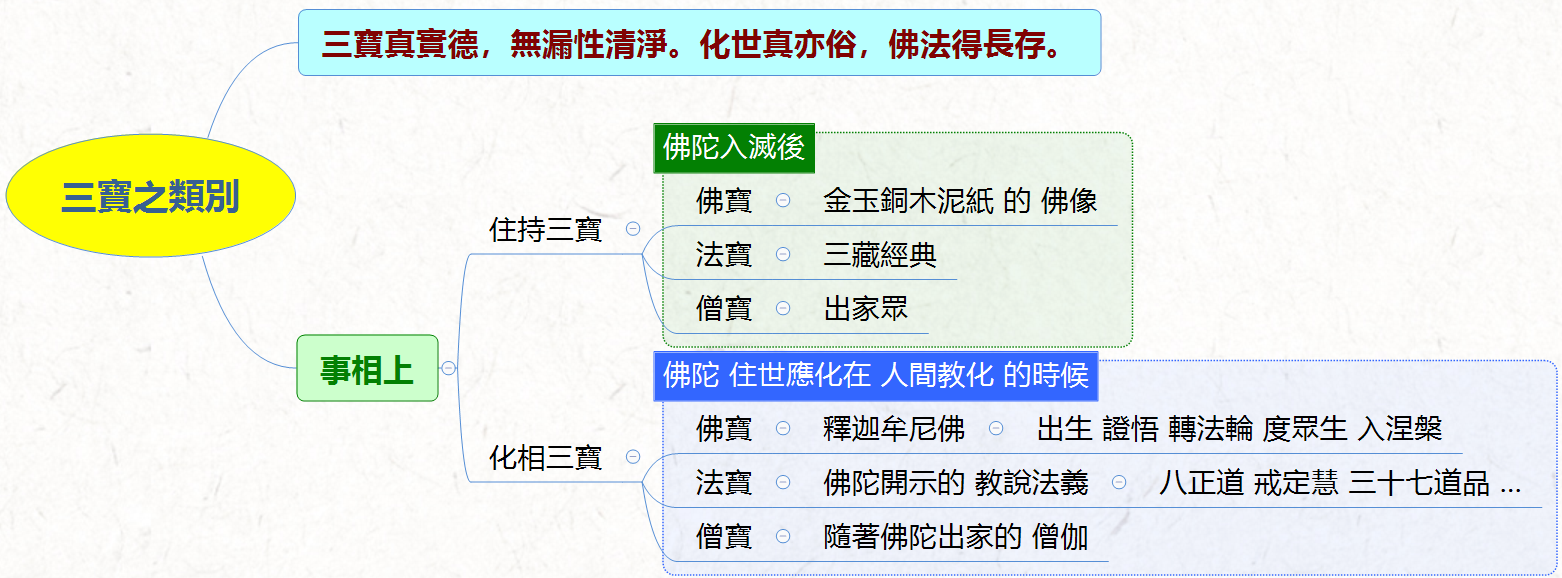 三寶真實德，無漏性清淨。化世真亦俗，佛法得長存。
三寶之類別
事相上
住持三寶
佛陀入滅後
佛寶 金玉銅木泥紙 的 佛像
法寶 三藏經典
僧寶 出家眾
化相三寶
佛陀 住世應化在 人間教化 的時候
佛寶 釋迦牟尼佛 出生 證悟 轉法輪 度眾生 入涅槃
法寶 佛陀開示的 教說法義 八正道 戒定慧 三十七道品 ...
僧寶 隨著佛陀出家的 僧伽